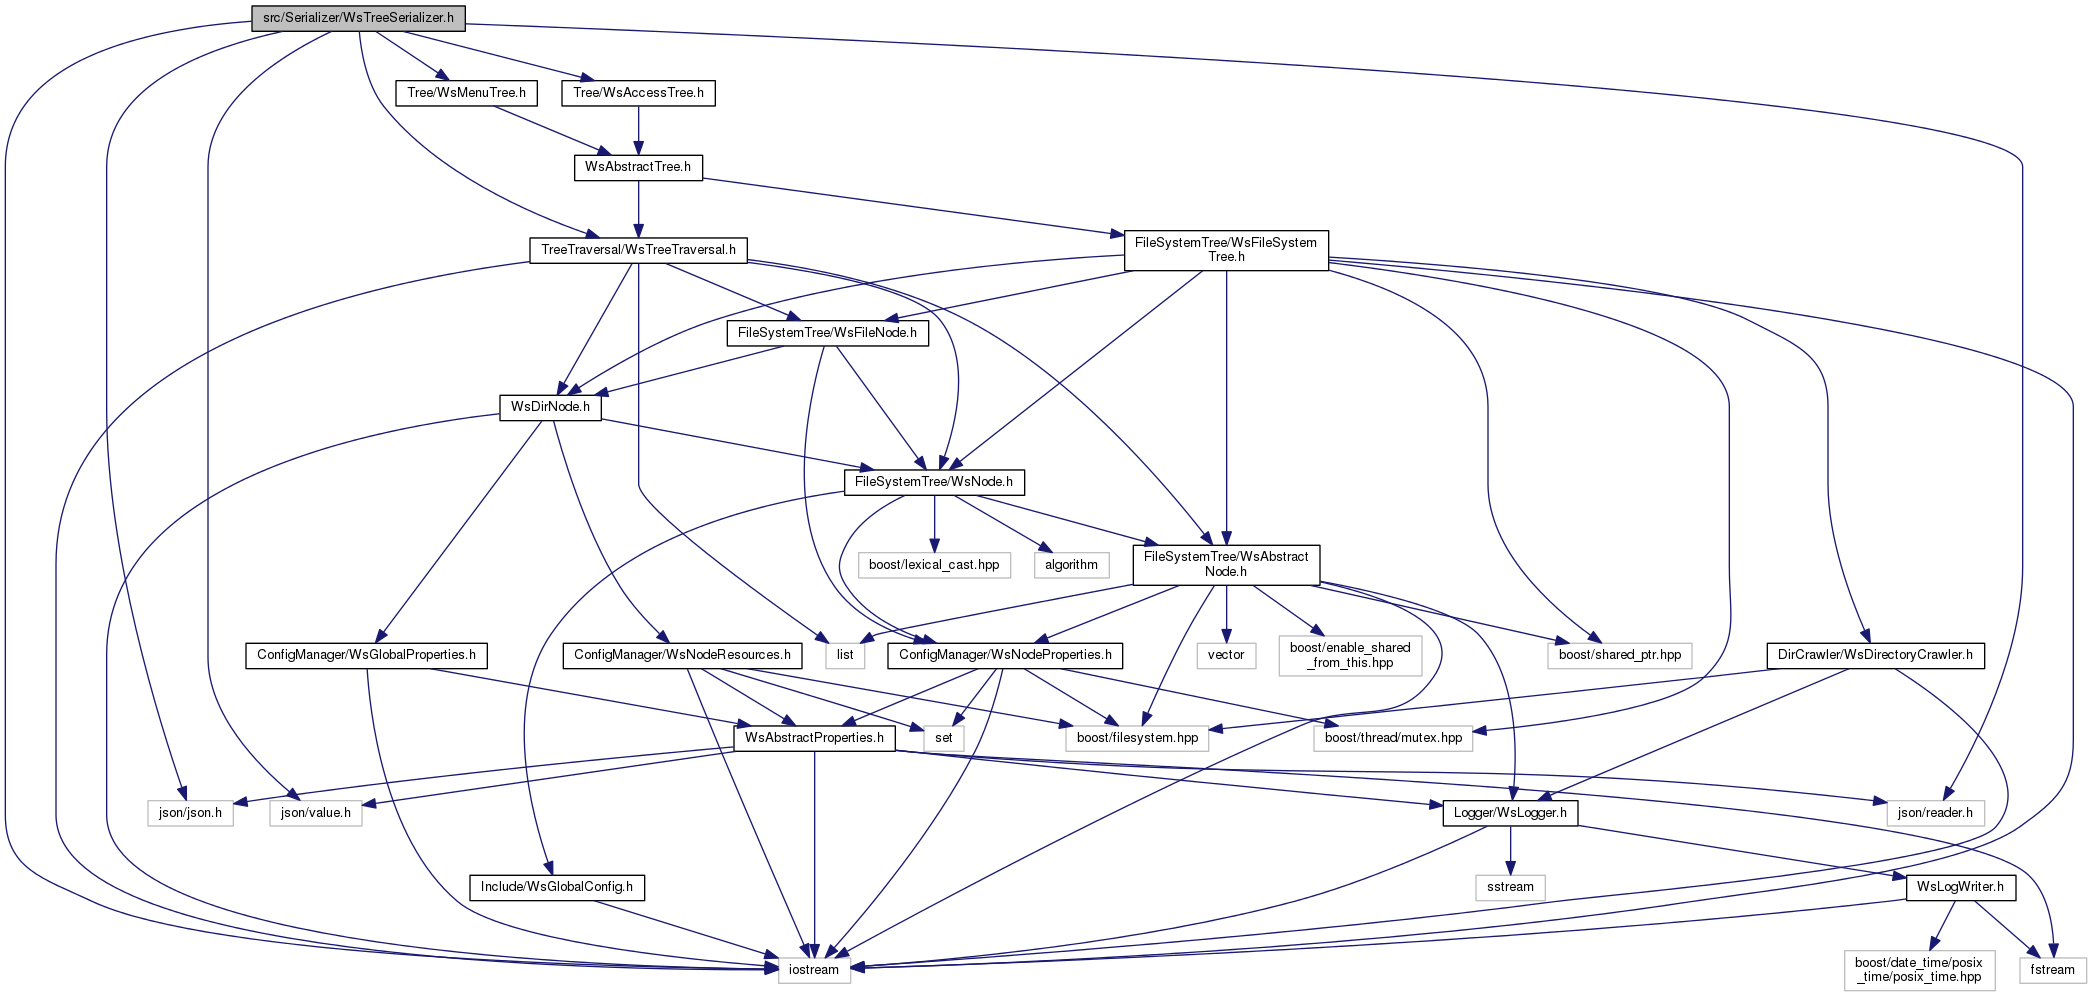 src/Serializer/WsTreeSerializer.h
Tree/WsMenuTree.h
Tree/WsAccessTree.h
WsAbstractTree.h
TreeTraversal/WsTreeTraversal.h
FileSystemTree/WsFileSystem
Tree.h
FileSystemTree/WsFileNode.h
WsDirNode.h
FileSystemTree/WsNode.h
boost/lexical_cast.hpp
algorithm
FileSystemTree/WsAbstract
Node.h
ConfigManager/WsGlobalProperties.h
ConfigManager/WsNodeResources.h
list
ConfigManager/WsNodeProperties.h
vector
boost/enable_shared
_from_this.hpp
boost/shared_ptr.hpp
DirCrawler/WsDirectoryCrawler.h
WsAbstractProperties.h
set
boost/filesystem.hpp
boost/thread/mutex.hpp
json/json.h
json/value.h
Logger/WsLogger.h
json/reader.h
Include/WsGlobalConfig.h
sstream
WsLogWriter.h
iostream
boost/date_time/posix
_time/posix_time.hpp
fstream